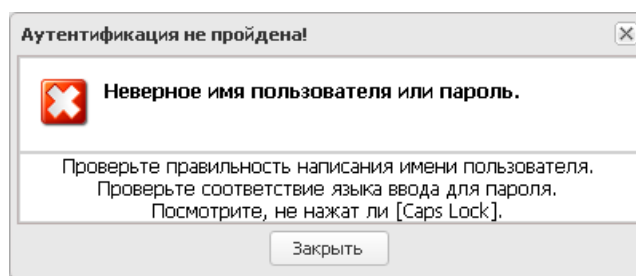 Аутентификация не пройдена!
Неверное имя пользователя или пароль.
Проверьте правильность написания имени пользователя.
Проверьте соответствие языка ввода для пароля.
Посмотрите, не нажат ли [Caps Lock].
Закрыть